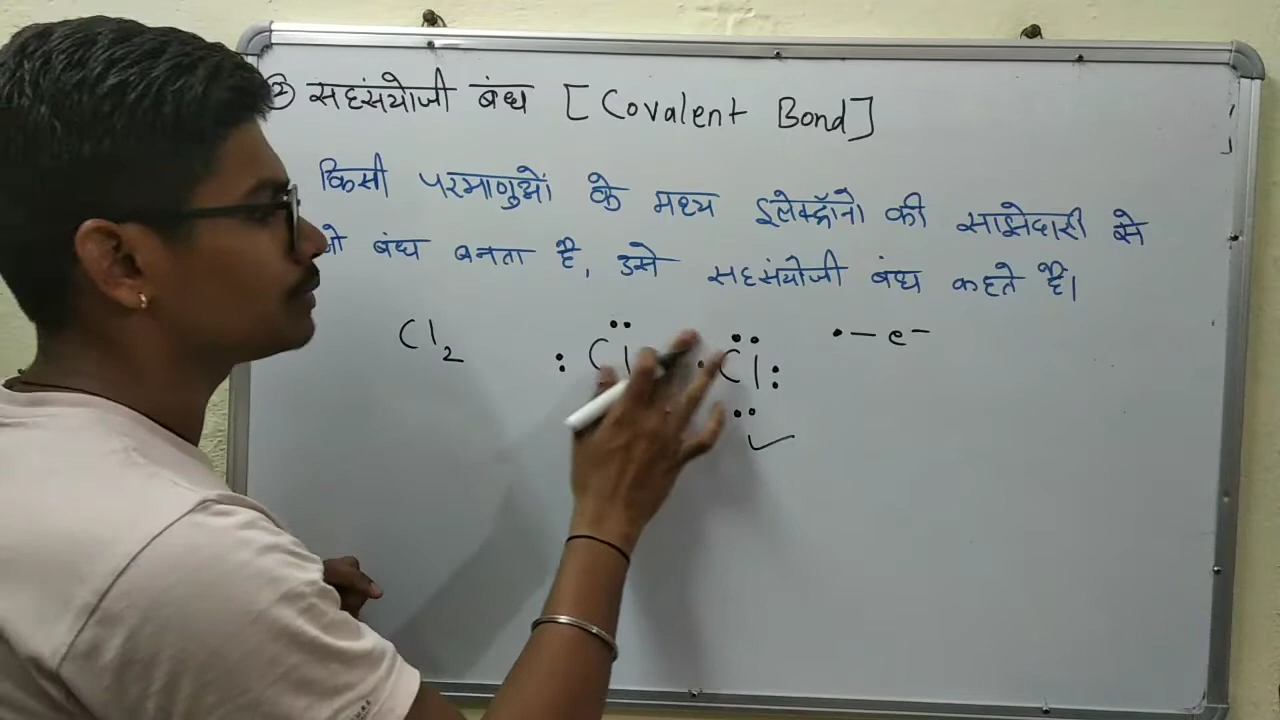 ② सहसंयोजी बंध [Covalent Bond]
किसी परमाणुओं के मध्य इलेक्ट्रॉनो की साझेदारी से
जो बंध बनता है, उसे सहसंयोजी बंध कहते है।
Cl₂ :Cl Cl: •— e⁻